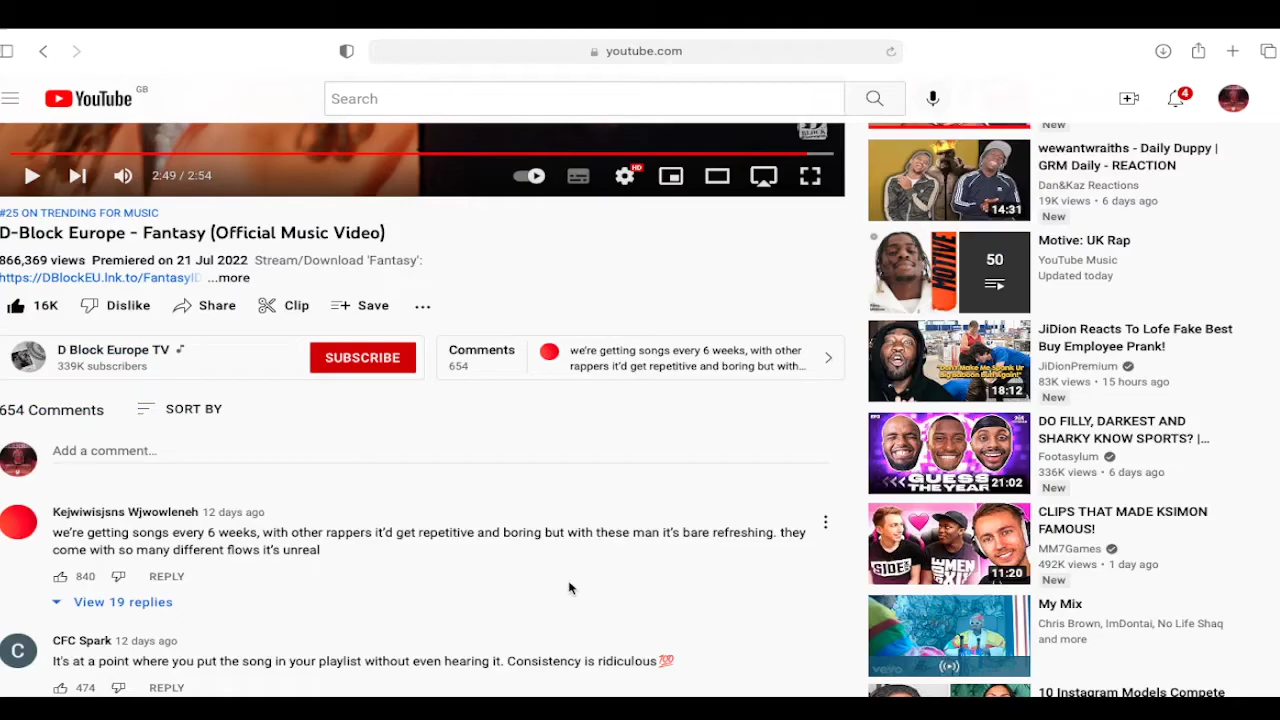 youtube.com
YouTube GB
Search
4
BLOCK
2:49 / 2:54
HD
#25 ON TRENDING FOR MUSIC
D-Block Europe - Fantasy (Official Music Video)
866,369 views Premiered on 21 Jul 2022 Stream/Download 'Fantasy':
https://DBlockEU.lnk.to/FantasyID ...more
16K Dislike Share Clip Save
D Block Europe TV
339K subscribers
SUBSCRIBE
Comments
654
we're getting songs every 6 weeks, with other
rappers it'd get repetitive and boring but with...
654 Comments SORT BY
Add a comment...
Kejwiwisjsns Wjwowleneh 12 days ago
we're getting songs every 6 weeks, with other rappers it'd get repetitive and boring but with these man it's bare refreshing. they
come with so many different flows it's unreal
840 REPLY
View 19 replies
C
CFC Spark 12 days ago
It's at a point where you put the song in your playlist without even hearing it. Consistency is ridiculous💯
474 REPLY
New
14:31
wewantwraiths - Daily Duppy |
GRM Daily - REACTION
Dan&Kaz Reactions
19K views • 6 days ago
New
MOTIVE
50
Motive: UK Rap
YouTube Music
Updated today
18:12
JiDion Reacts To Lofe Fake Best
Buy Employee Prank!
JiDionPremium
83K views • 15 hours ago
New
GUESS
THE YEAR
21:02
DO FILLY, DARKEST AND
SHARKY KNOW SPORTS? |...
Footasylum
336K views • 6 days ago
New
SIDE
11:20
CLIPS THAT MADE KSIMON
FAMOUS!
MM7Games
492K views • 1 day ago
New
vevo
My Mix
Chris Brown, ImDontai, No Life Shaq
and more
10 Instagram Models Compete